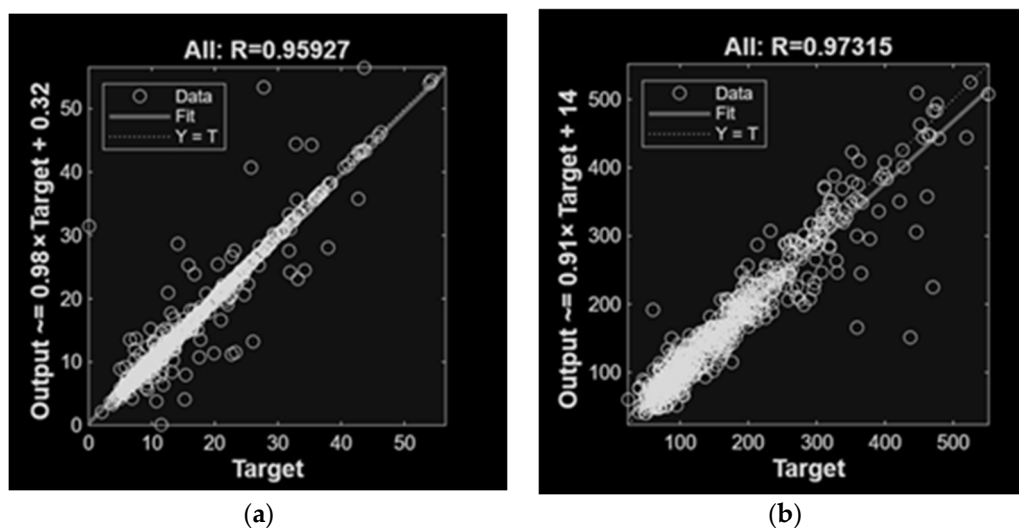 All: R=0.95927
Output ~= 0.98×Target + 0.32
Data
Fit
Y = T
50
40
30
20
10
0
0 10 20 30 40 50
Target
(a)
All: R=0.97315
Output ~= 0.91×Target + 14
Data
Fit
Y = T
500
400
300
200
100
100 200 300 400 500
Target
(b)